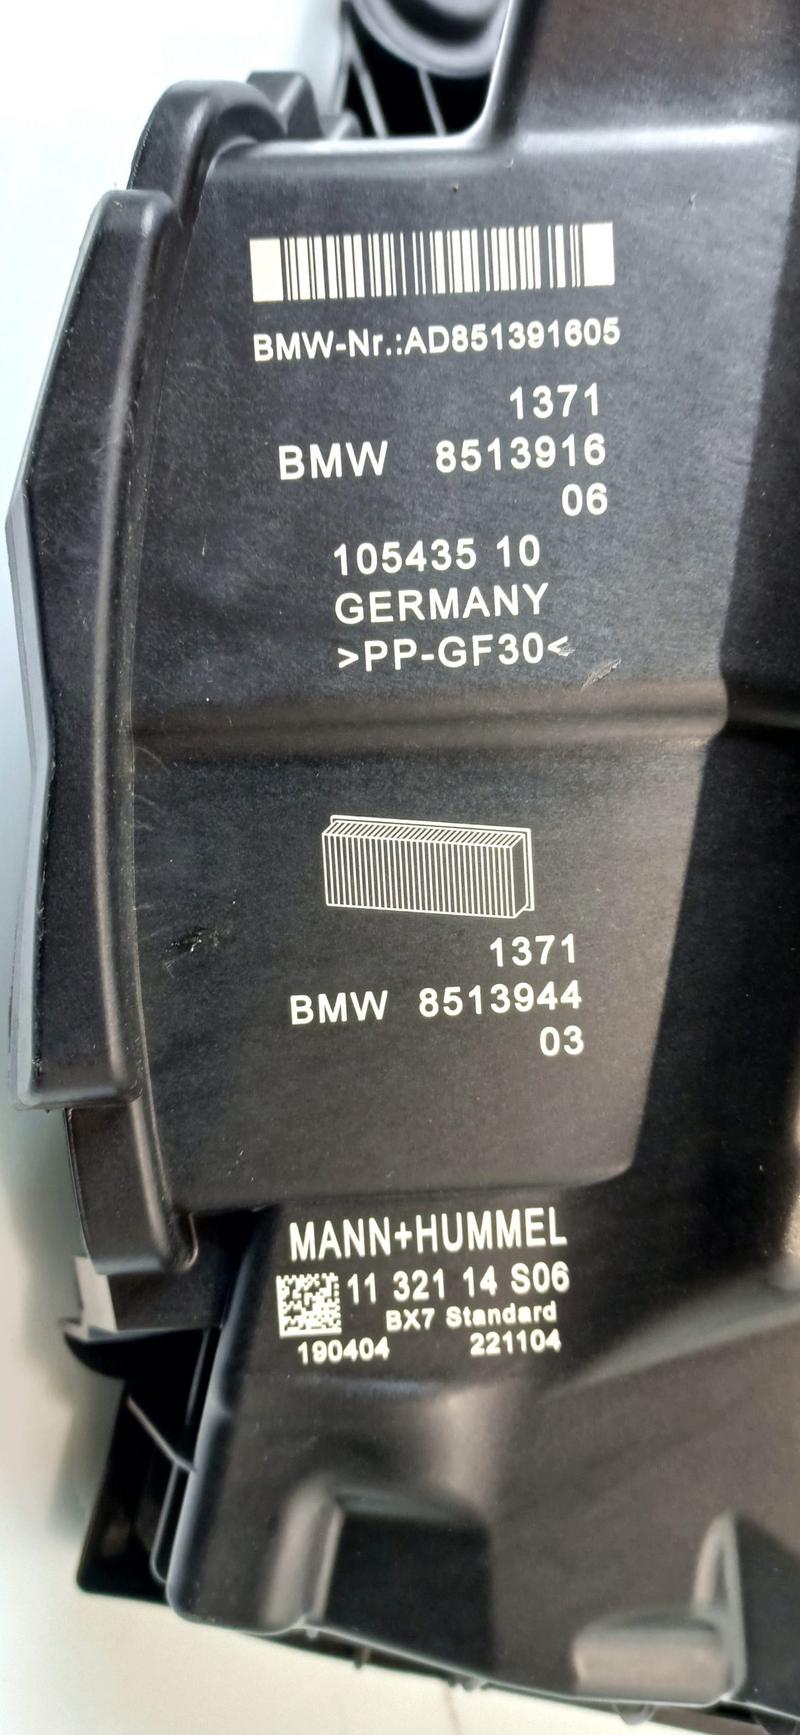 BMW-Nr.:AD851391605
1371
BMW 8513916
06
105435 10
GERMANY
>PP-GF30<
1371
BMW 8513944
03
MANN+HUMMEL
11 321 14 S06
BX7 Standard
190404 221104